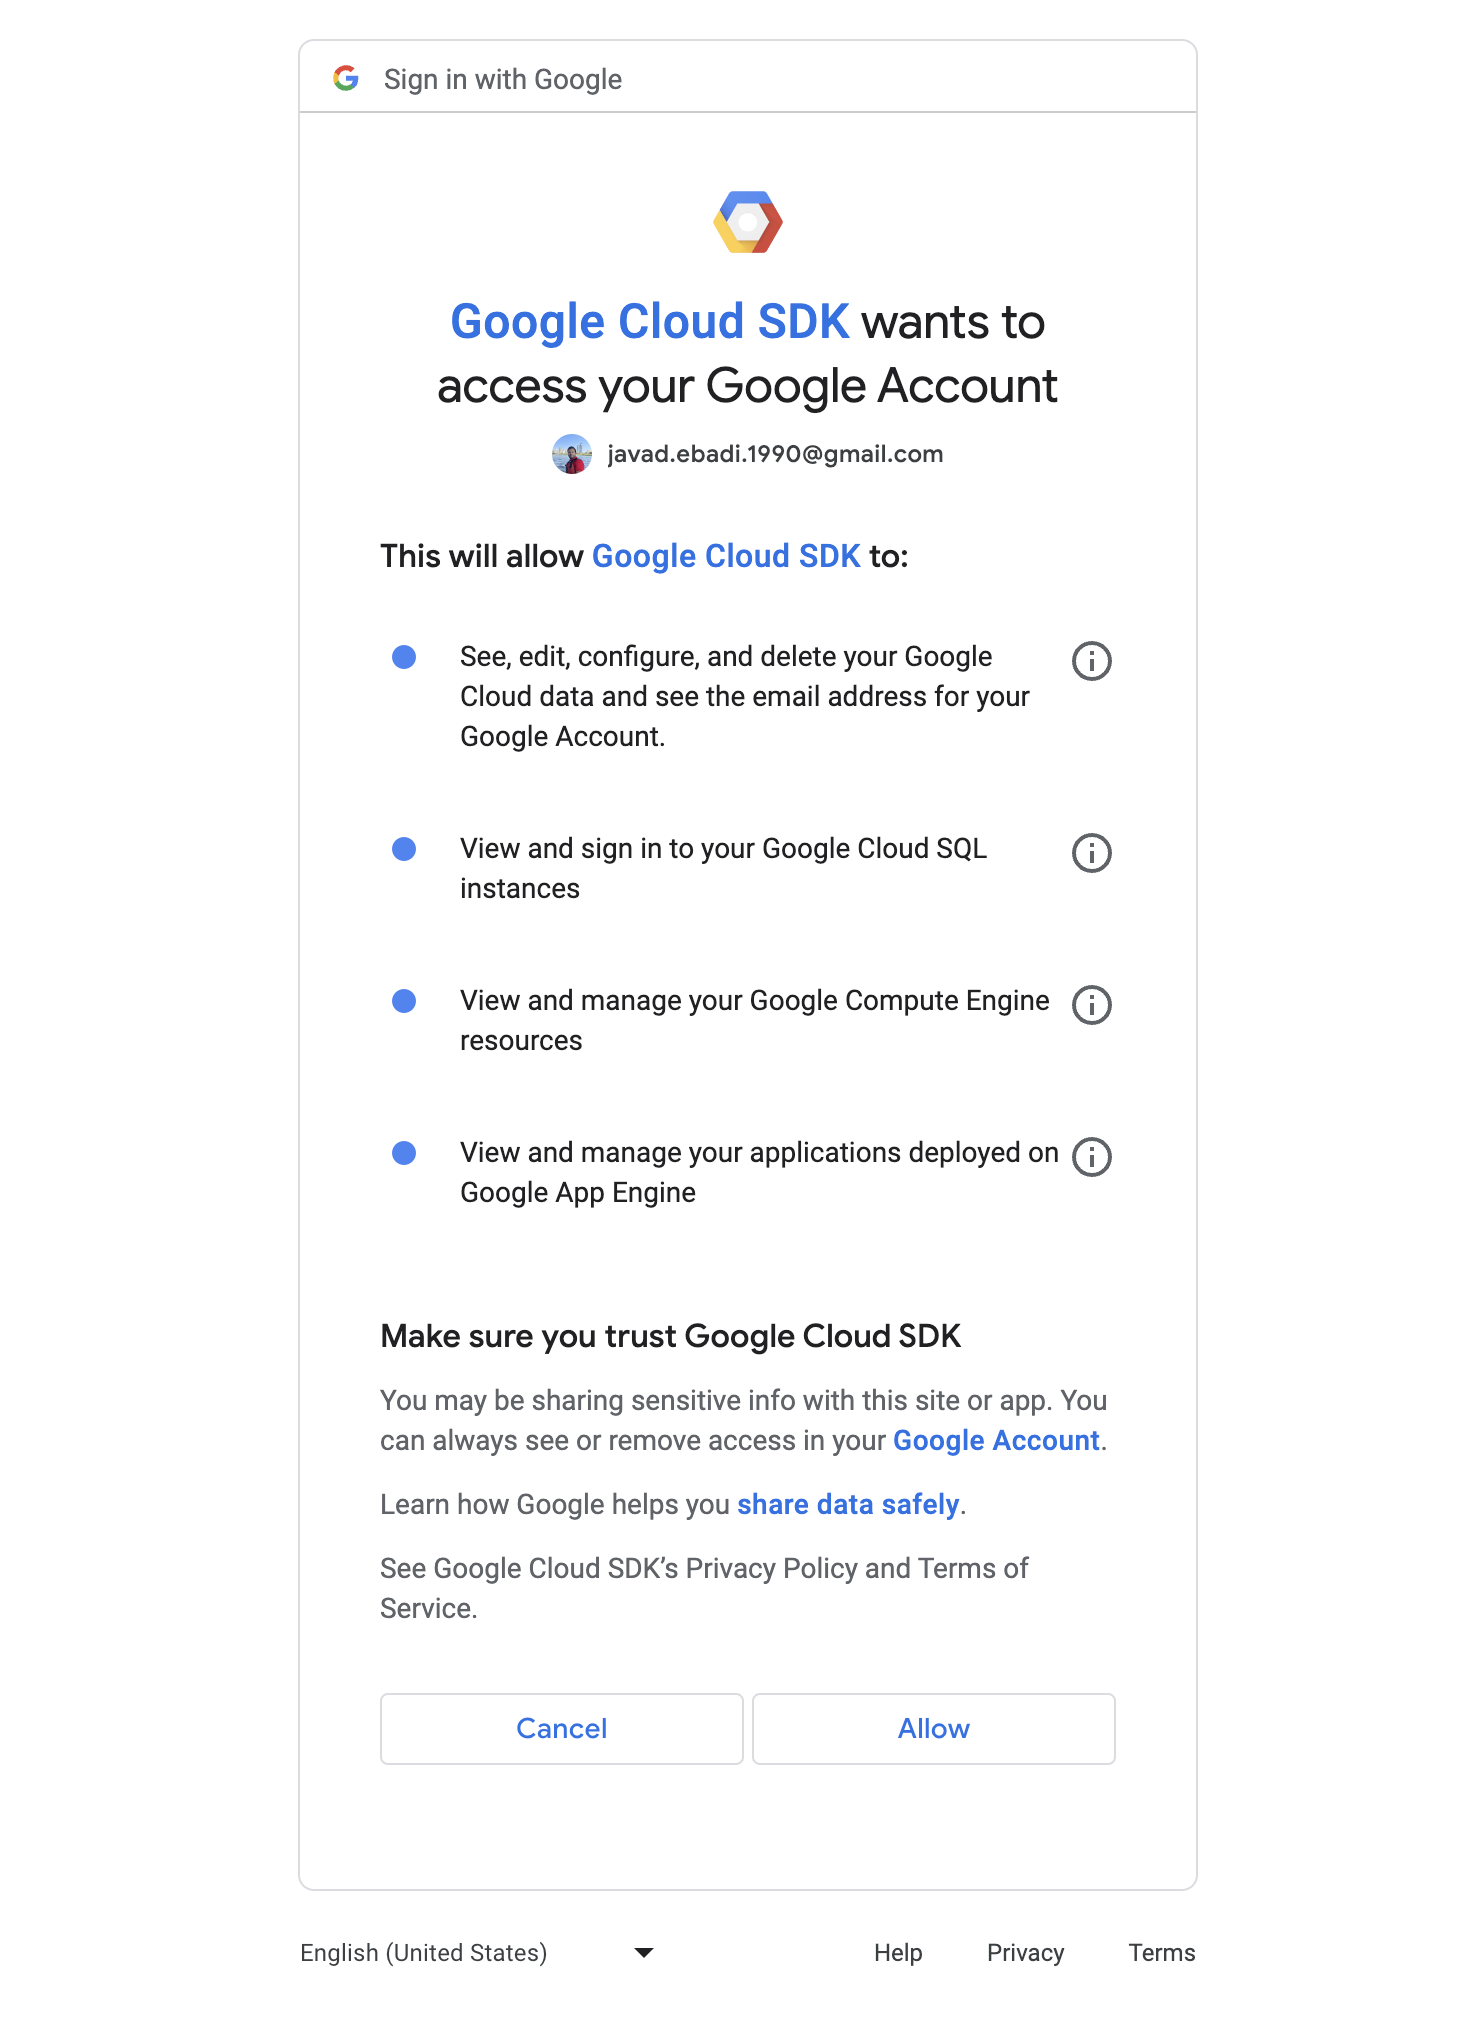 Sign in with Google
Google Cloud SDK wants to
access your Google Account
javad.ebadi.1990@gmail.com
This will allow Google Cloud SDK to:
See, edit, configure, and delete your Google
Cloud data and see the email address for your
Google Account.
View and sign in to your Google Cloud SQL
instances
View and manage your Google Compute Engine
resources
View and manage your applications deployed on
Google App Engine
Make sure you trust Google Cloud SDK
You may be sharing sensitive info with this site or app. You
can always see or remove access in your Google Account.
Learn how Google helps you share data safely.
See Google Cloud SDK’s Privacy Policy and Terms of
Service.
Cancel Allow
English (United States) Help Privacy Terms